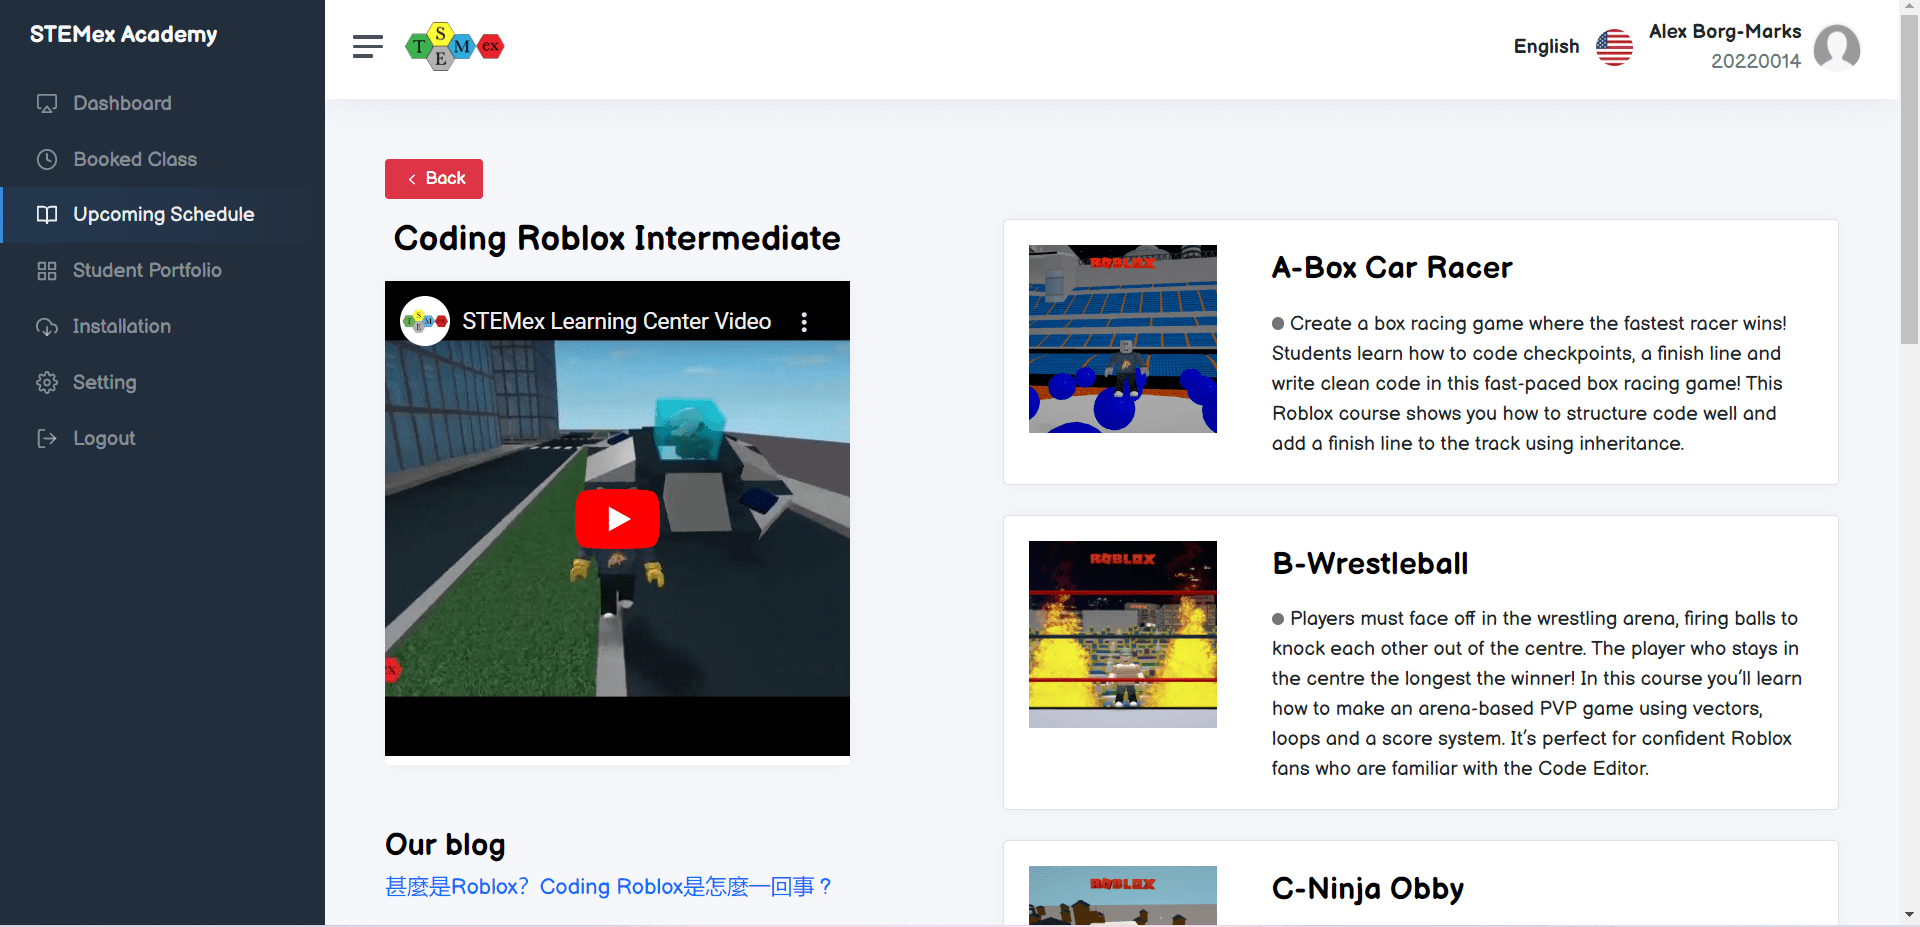 STEMex Academy
Dashboard
Booked Class
Upcoming Schedule
Student Portfolio
Installation
Setting
Logout
S
T M ex
E
English
Alex Borg-Marks
20220014
Back
Coding Roblox Intermediate
STEMex Learning Center Video
Our blog
甚麼是Roblox? Coding Roblox是怎麼一回事?
ROBLOX
A-Box Car Racer
Create a box racing game where the fastest racer wins!
Students learn how to code checkpoints, a finish line and
write clean code in this fast-paced box racing game! This
Roblox course shows you how to structure code well and
add a finish line to the track using inheritance.
ROBLOX
B-Wrestleball
Players must face off in the wrestling arena, firing balls to
knock each other out of the centre. The player who stays in
the centre the longest the winner! In this course you'll learn
how to make an arena-based PVP game using vectors,
loops and a score system. It's perfect for confident Roblox
fans who are familiar with the Code Editor.
ROBLOX
C-Ninja Obby